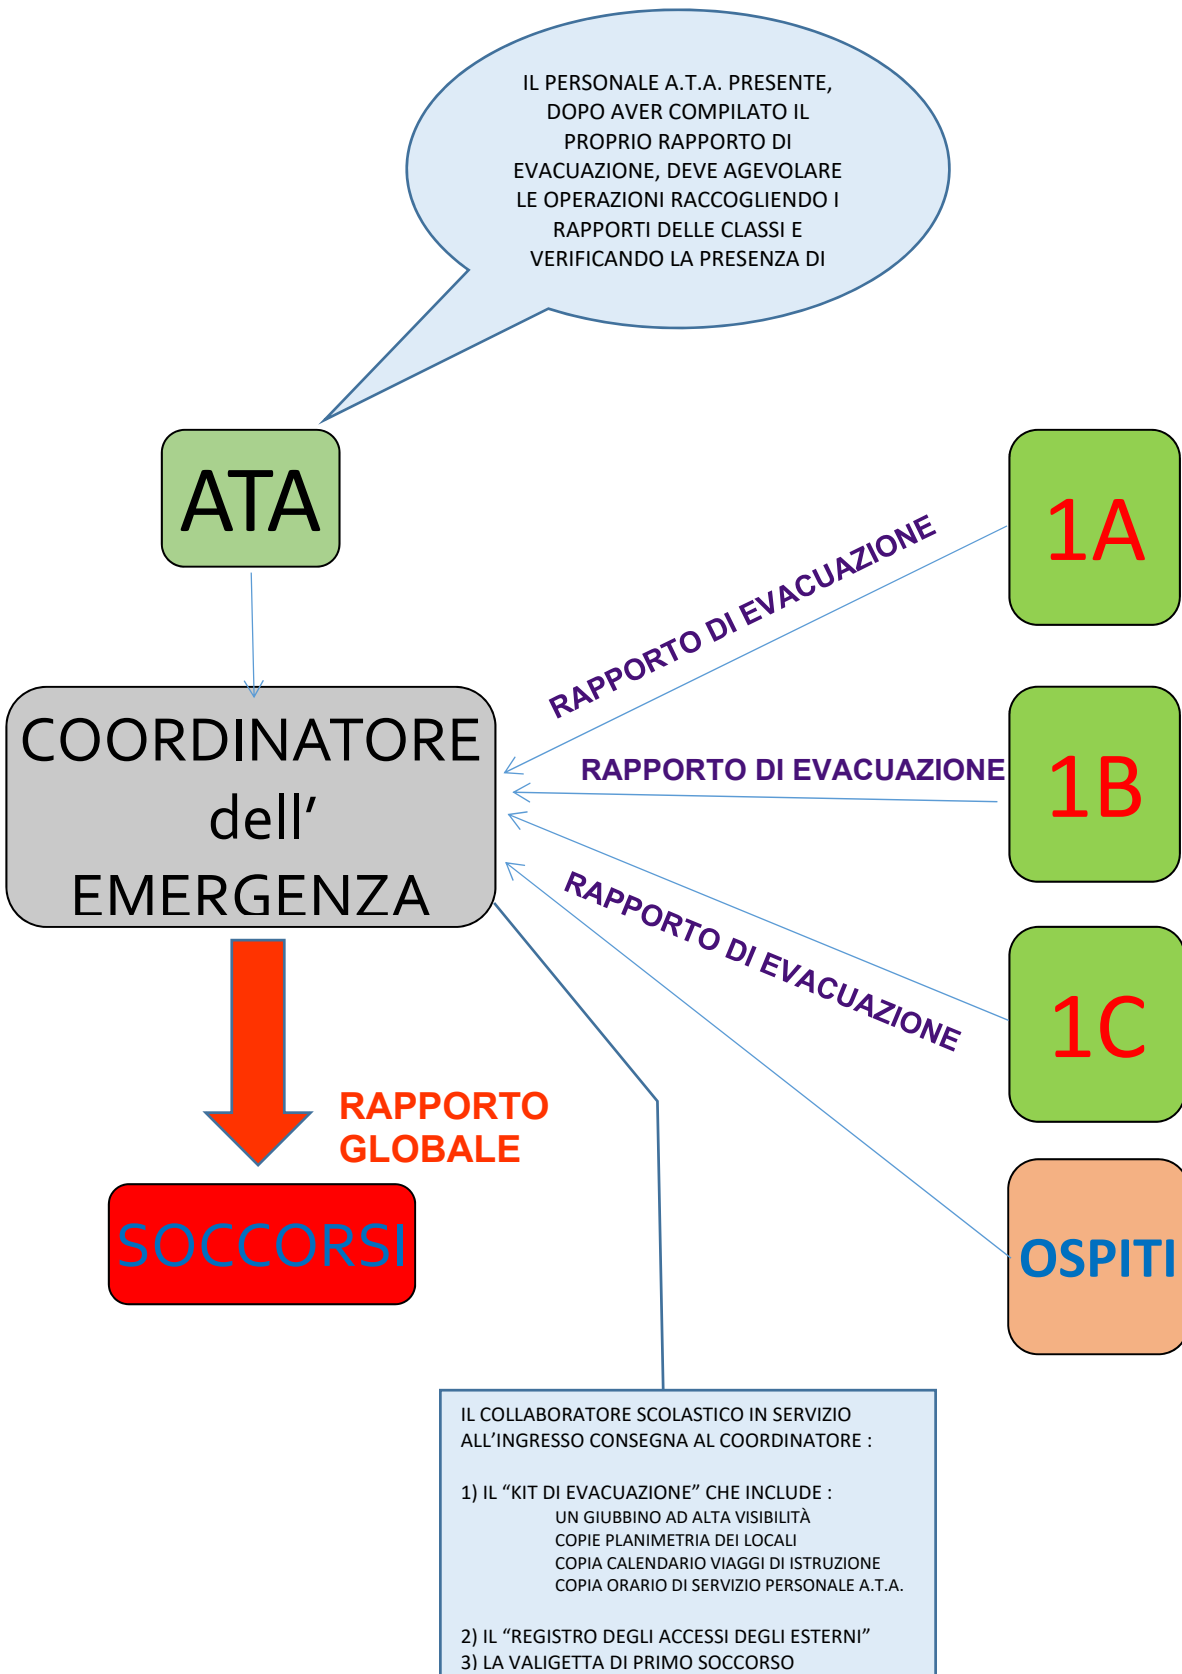 IL PERSONALE A.T.A. PRESENTE,
DOPO AVER COMPILATO IL
PROPRIO RAPPORTO DI
EVACUAZIONE, DEVE AGEVOLARE
LE OPERAZIONI RACCOGLIENDO I
RAPPORTI DELLE CLASSI E
VERIFICANDO LA PRESENZA DI
ATA
1A
RAPPORTO DI EVACUAZIONE
COORDINATORE
dell’
EMERGENZA
RAPPORTO DI EVACUAZIONE
1B
RAPPORTO DI EVACUAZIONE
1C
RAPPORTO
GLOBALE
SOCCORSI
OSPITI
IL COLLABORATORE SCOLASTICO IN SERVIZIO
ALL’INGRESSO CONSEGNA AL COORDINATORE :
1) IL “KIT DI EVACUAZIONE” CHE INCLUDE :
UN GIUBBINO AD ALTA VISIBILITÀ
COPIE PLANIMETRIA DEI LOCALI
COPIA CALENDARIO VIAGGI DI ISTRUZIONE
COPIA ORARIO DI SERVIZIO PERSONALE A.T.A.
2) IL “REGISTRO DEGLI ACCESSI DEGLI ESTERNI”
3) LA VALIGETTA DI PRIMO SOCCORSO